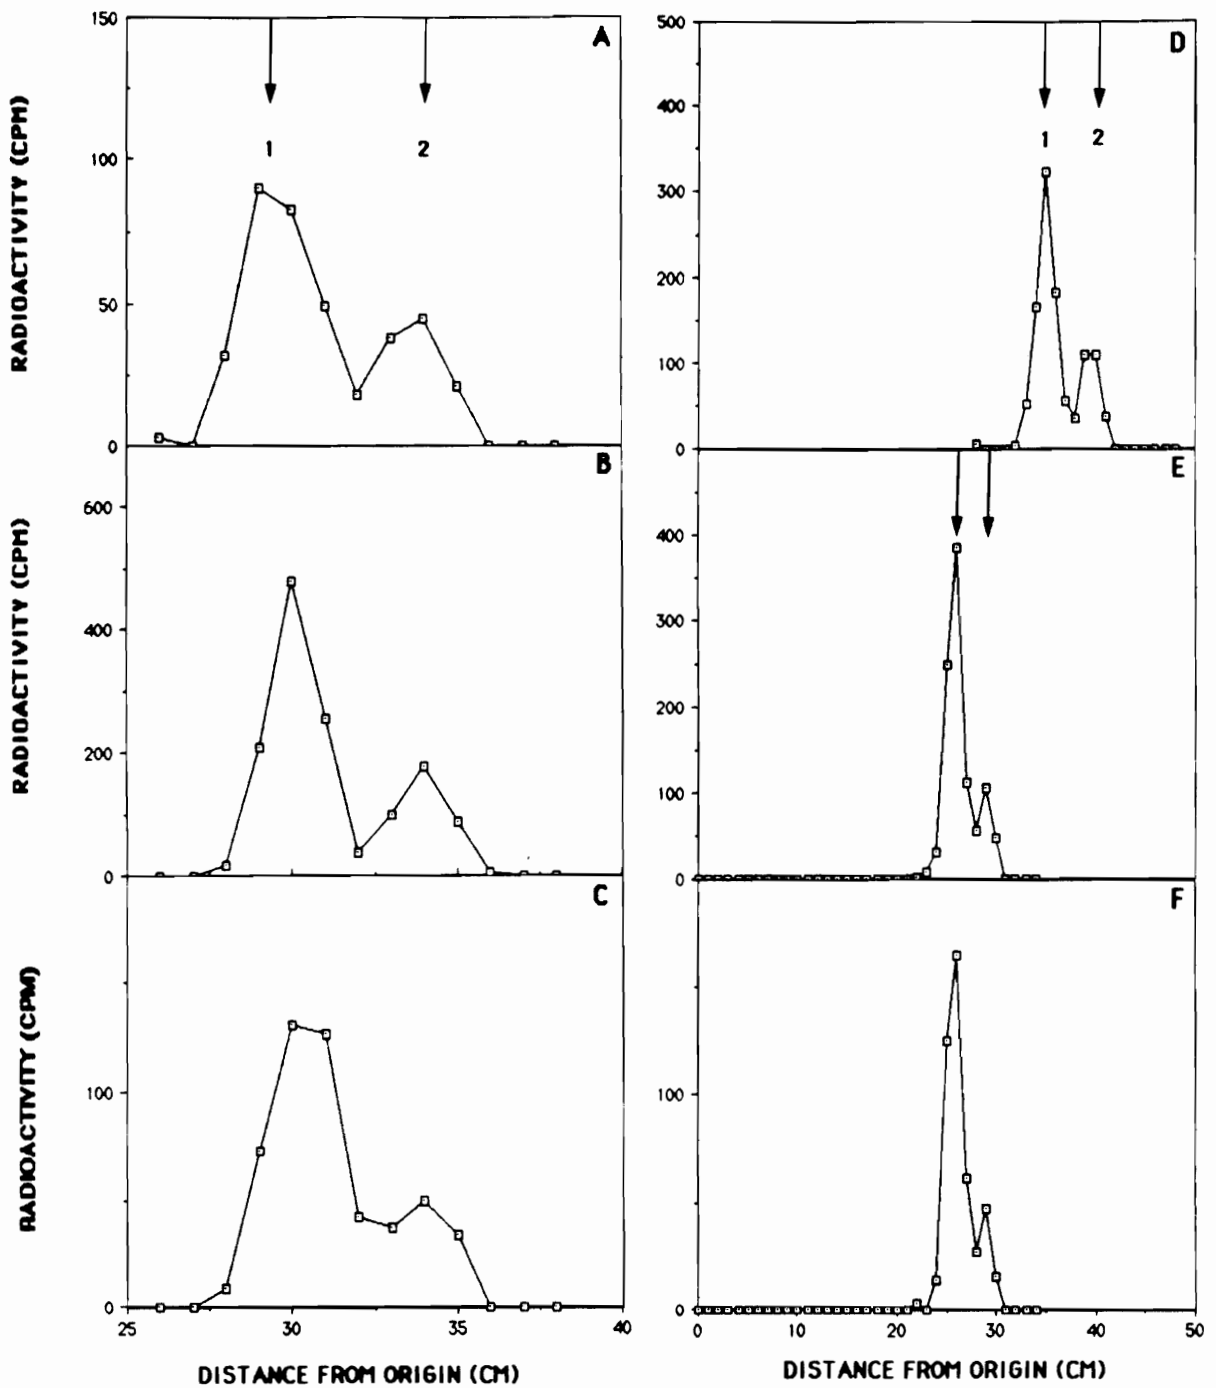 A
150
100
50
0
1
2
RADIOACTIVITY (CPM)
B
600
400
200
0
RADIOACTIVITY (CPM)
C
100
0
RADIOACTIVITY (CPM)
25 30 35 40
DISTANCE FROM ORIGIN (CM)
D
500
400
300
200
100
0
1
2
E
400
300
200
100
0
F
100
0
0 10 20 30 40 50
DISTANCE FROM ORIGIN (CM)